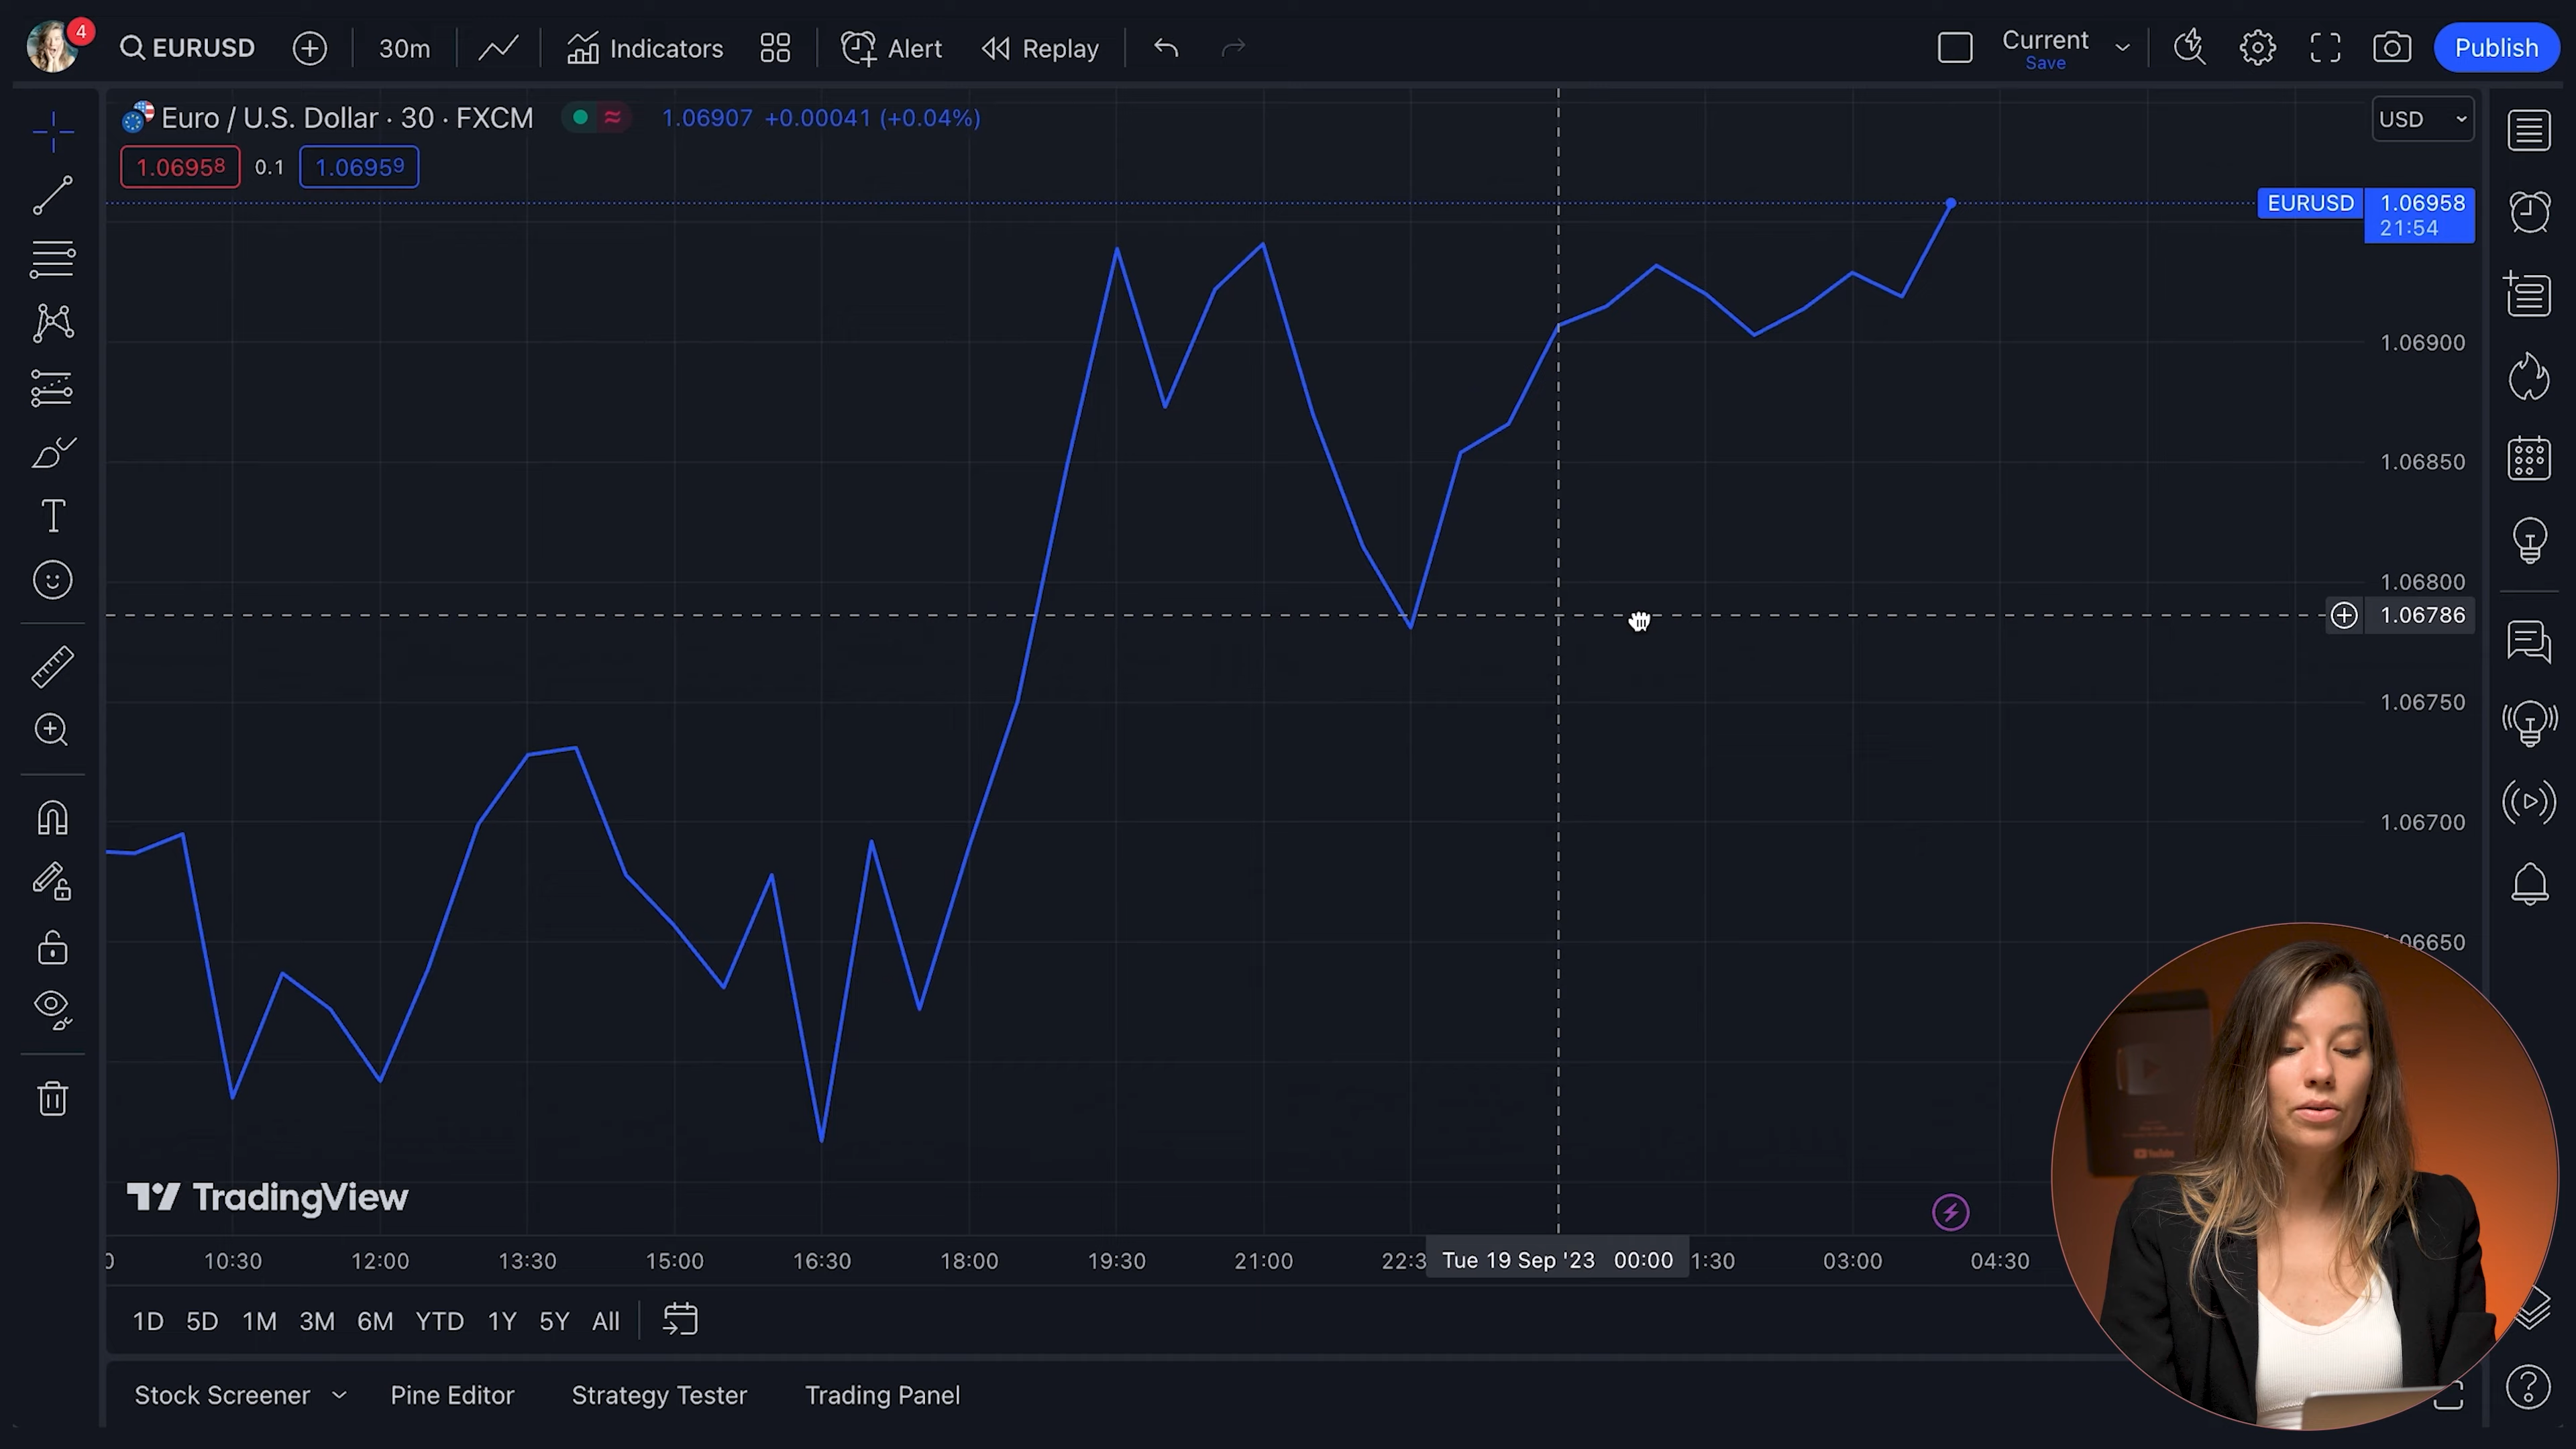 4
EURUSD
30m
Indicators
Alert
Replay
Current
Save
Publish
Euro / U.S. Dollar · 30 · FXCM
1.06907 +0.00041 (+0.04%)
USD
1.06958 0.1 1.06959
EURUSD 1.06958
21:54
1.06900
1.06850
1.06800
1.06786
1.06750
1.06700
06650
TradingView
0 10:30 12:00 13:30 15:00 16:30 18:00 19:30 21:00 22:3 Tue 19 Sep '23 00:00 1:30 03:00 04:30
1D 5D 1M 3M 6M YTD 1Y 5Y All
Stock Screener Pine Editor Strategy Tester Trading Panel
YouTube